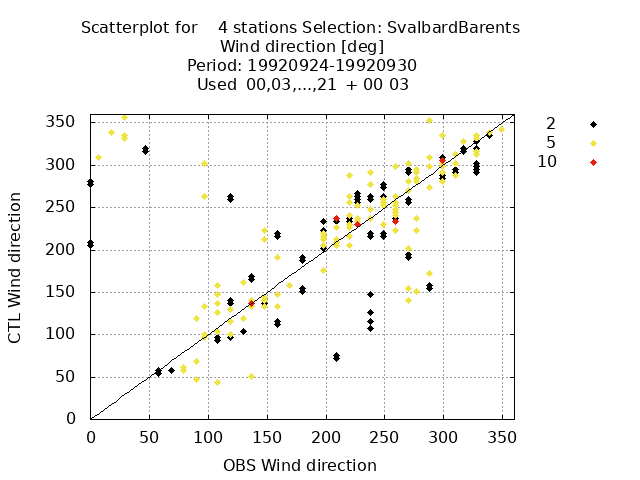 Scatterplot for 4 stations Selection: SvalbardBarents
Wind direction [deg]
Period: 19920924-19920930
Used 00,03,...,21 + 00 03
2
5
10
350
300
250
200
150
100
50
0
CTL Wind direction
0 50 100 150 200 250 300 350
OBS Wind direction